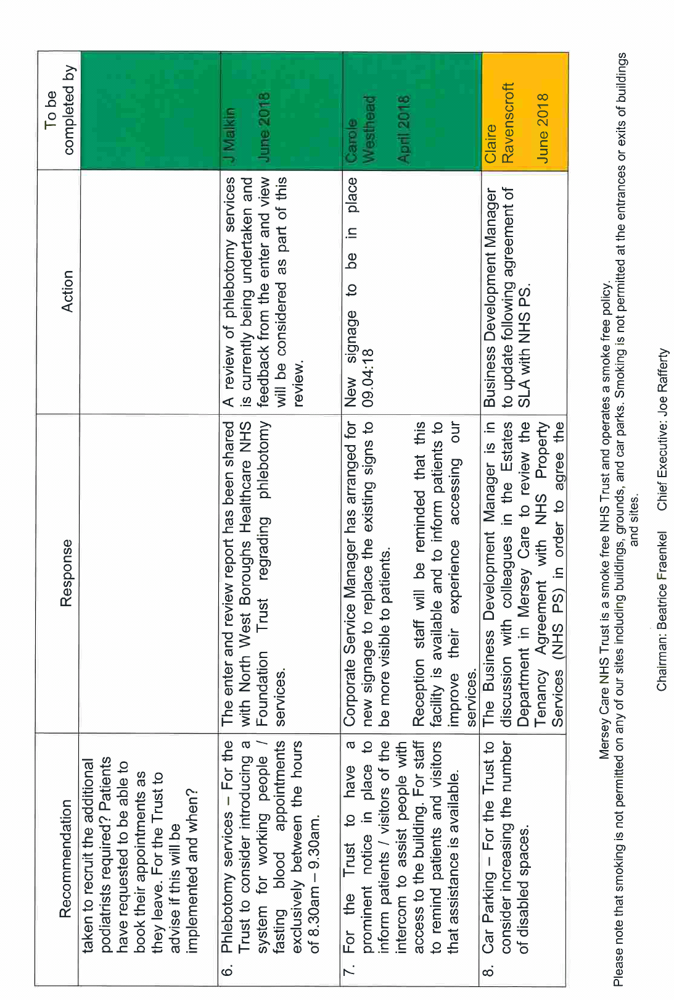 Recommendation
Response
Action
To be
completed by
taken to recruit the additional
podiatrists required? Patients
have requested to be able to
book their appointments as
they leave. For the Trust to
advise if this will be
implemented and when?
6. Phlebotomy services – For the
Trust to consider introducing a
system for working people /
fasting blood appointments
exclusively between the hours
of 8.30am – 9.30am.
The enter and review report has been shared
with North West Boroughs Healthcare NHS
Foundation Trust regrading phlebotomy
services.
A review of phlebotomy services
is currently being undertaken and
feedback from the enter and view
will be considered as part of this
review.
J Malkin
June 2018
7. For the Trust to have a
prominent notice in place to
inform patients / visitors of the
intercom to assist people with
access to the building. For staff
to remind patients and visitors
that assistance is available.
Corporate Service Manager has arranged for
new signage to replace the existing signs to
be more visible to patients.
Reception staff will be reminded that this
facility is available and to inform patients to
improve their experience accessing our
services.
New signage to be in place
09.04:18
Carole
Westhead
April 2018
8. Car Parking – For the Trust to
consider increasing the number
of disabled spaces.
The Business Development Manager is in
discussion with colleagues in the Estates
Department in Mersey Care to review the
Tenancy Agreement with NHS Property
Services (NHS PS) in order to agree the
Business Development Manager
to update following agreement of
SLA with NHS PS.
Claire
Ravenscroft
June 2018
Mersey Care NHS Trust is a smoke free NHS Trust and operates a smoke free policy.
Please note that smoking is not permitted on any of our sites including buildings, grounds, and car parks. Smoking is not permitted at the entrances or exits of buildings
and sites.
Chairman: Beatrice Fraenkel Chief Executive: Joe Rafferty